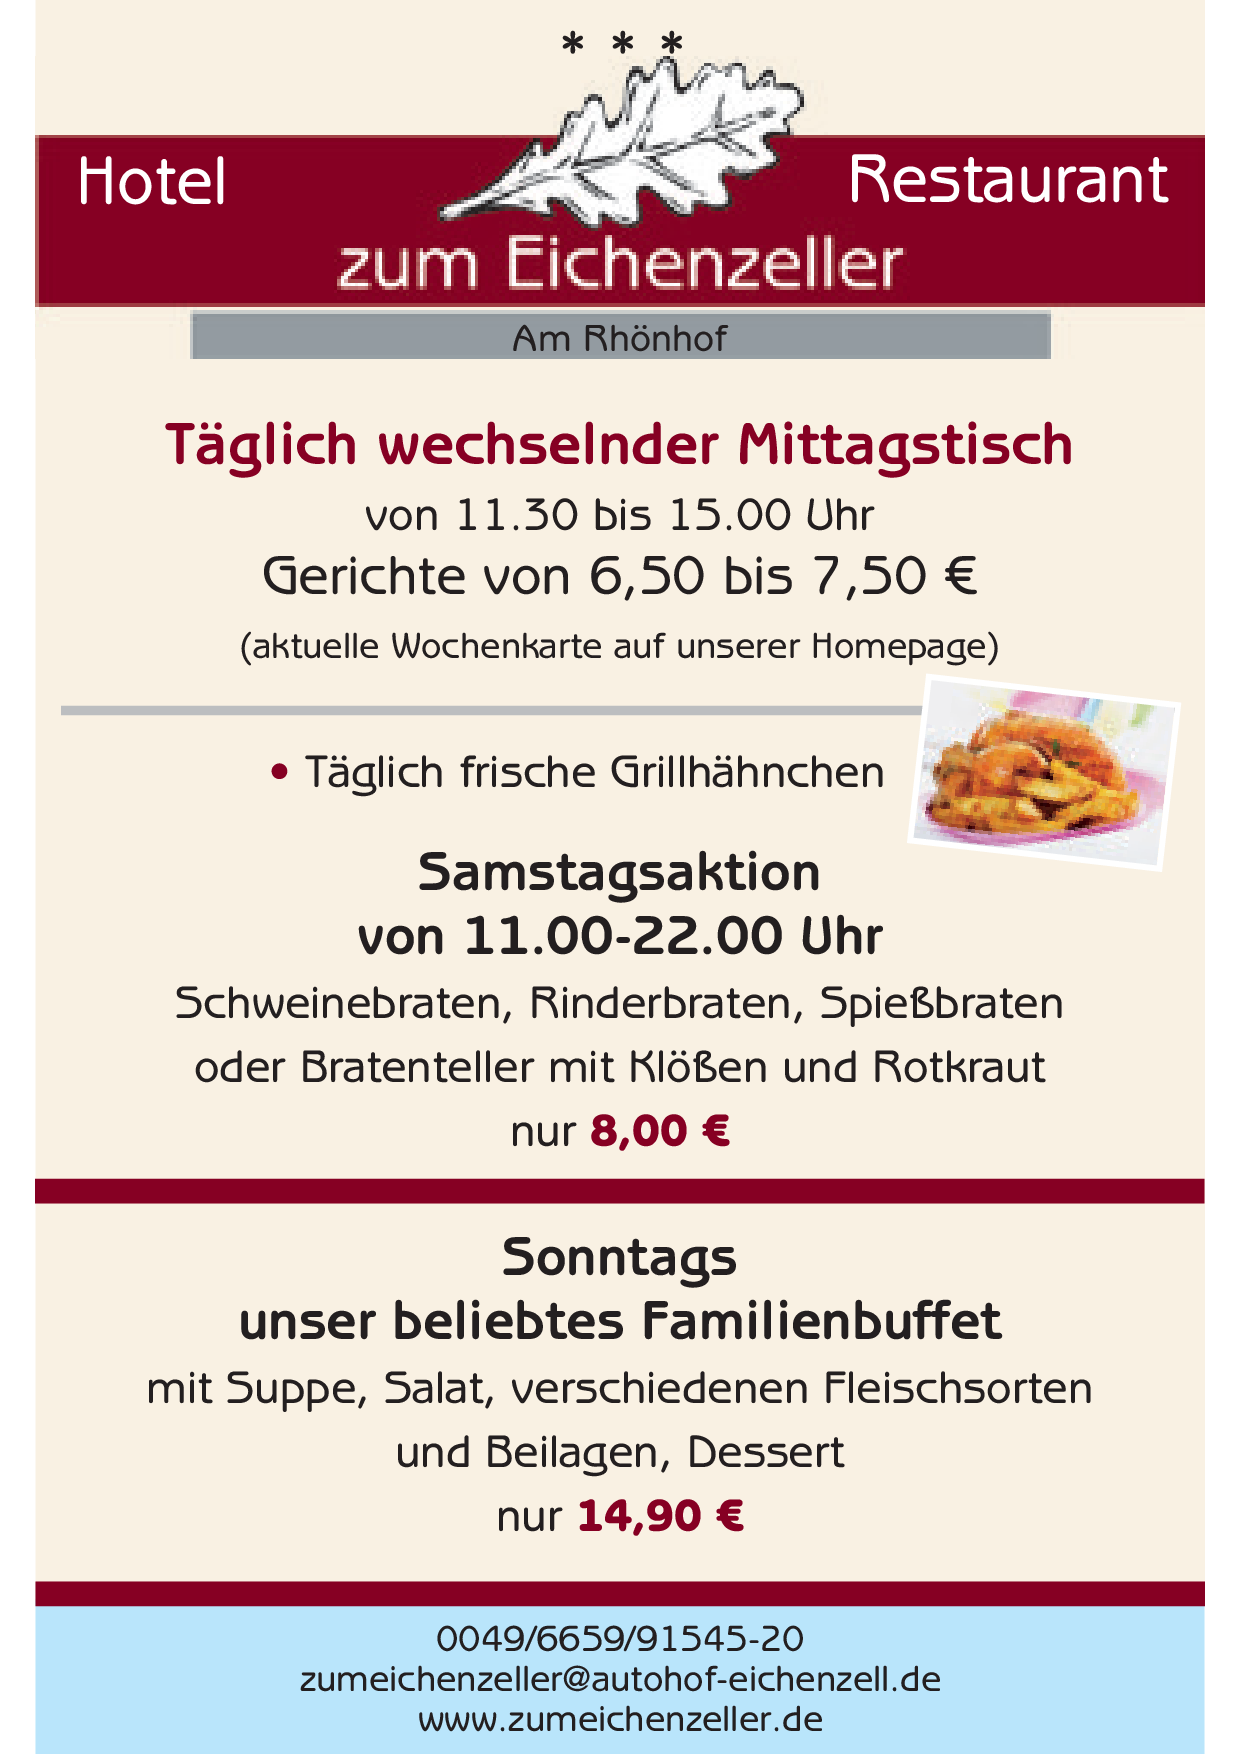 * * *
Hotel
Restaurant
zum Eichenzeller
Am Rhönhof
Täglich wechselnder Mittagstisch
von 11.30 bis 15.00 Uhr
Gerichte von 6,50 bis 7,50 €
(aktuelle Wochenkarte auf unserer Homepage)
• Täglich frische Grillhähnchen
Samstagsaktion
von 11.00-22.00 Uhr
Schweinebraten, Rinderbraten, Spießbraten
oder Bratenteller mit Klößen und Rotkraut
nur 8,00 €
Sonntags
unser beliebtes Familienbuffet
mit Suppe, Salat, verschiedenen Fleischsorten
und Beilagen, Dessert
nur 14,90 €
0049/6659/91545-20
zumeichenzeller@autohof-eichenzell.de
www.zumeichenzeller.de